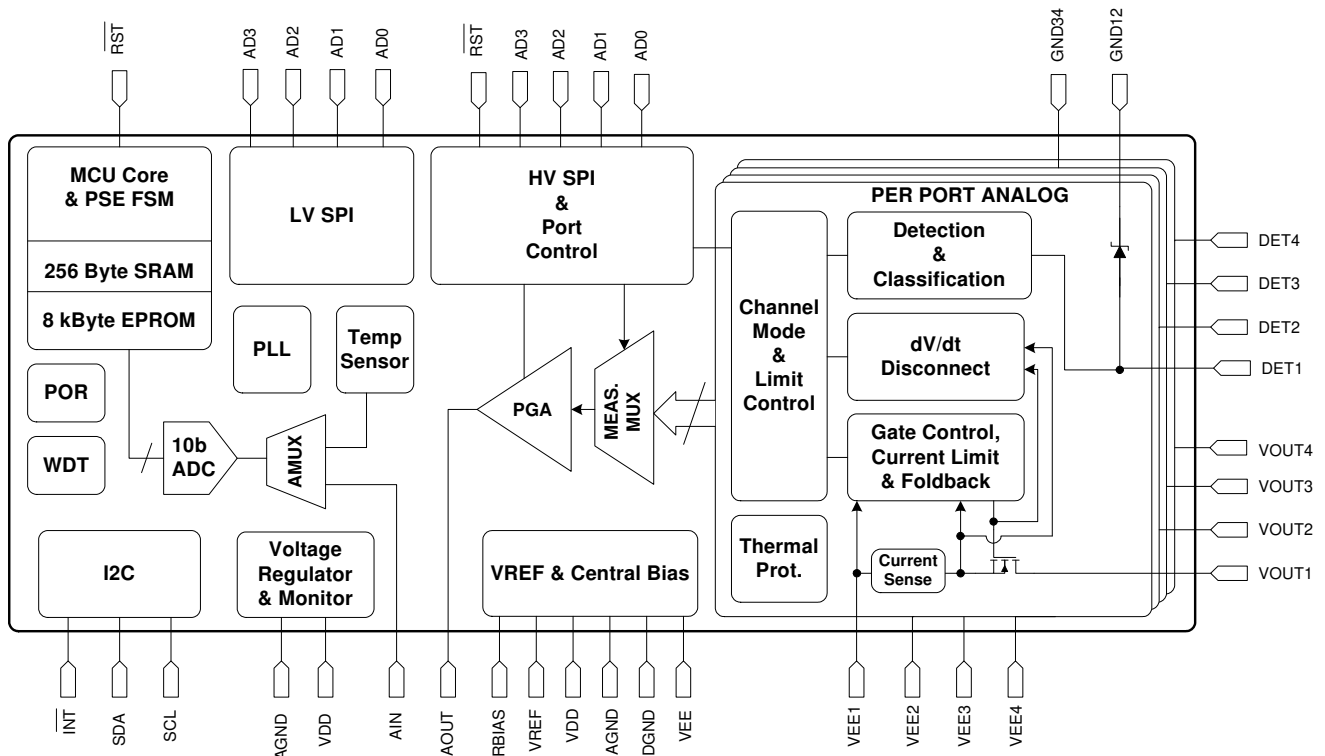 RST
AD3
AD2
AD1
AD0
RST
AD3
AD2
AD1
AD0
GND34
GND12
MCU Core
& PSE FSM
256 Byte SRAM
8 kByte EPROM
LV SPI
HV SPI
&
Port
Control
PER PORT ANALOG
Channel
Mode
&
Limit
Control
Detection
&
Classification
dV/dt
Disconnect
Gate Control,
Current Limit
& Foldback
Thermal
Prot.
Current
Sense
PLL
Temp
Sensor
POR
WDT
10b
ADC
AMUX
PGA
MEAS.
MUX
I2C
Voltage
Regulator
& Monitor
VREF & Central Bias
DET4
DET3
DET2
DET1
VOUT4
VOUT3
VOUT2
VOUT1
INT
SDA
SCL
AGND
VDD
AIN
AOUT
RBIAS
VREF
VDD
AGND
DGND
VEE
VEE1
VEE2
VEE3
VEE4